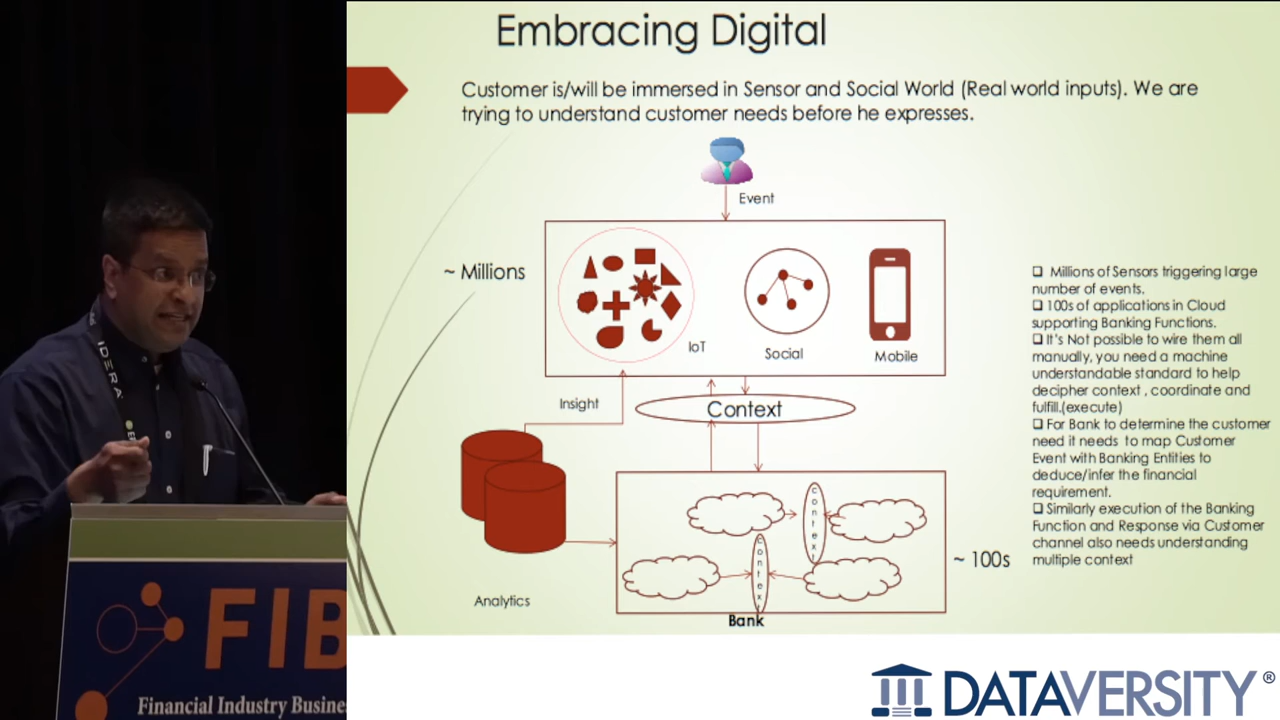 Embracing Digital
Customer is/will be immersed in Sensor and Social World (Real world inputs). We are
trying to understand customer needs before he expresses.
Event
~ Millions
IoT
Social
Mobile
Insight
Context
context
context
Analytics
Bank
~ 100s
❑ Millions of Sensors triggering large
number of events.
❑ 100s of applications in Cloud
supporting Banking Functions.
❑ It's Not possible to wire them all
manually, you need a machine
understandable standard to help
decipher context , coordinate and
fulfill.(execute)
❑ For Bank to determine the customer
need it needs to map Customer
Event with Banking Entities to
deduce/infer the financial
requirement.
❑ Similarly execution of the Banking
Function and Response via Customer
channel also needs understanding
multiple context
IDERA
FIB
Financial Industry Busine
DATAVERSITY®